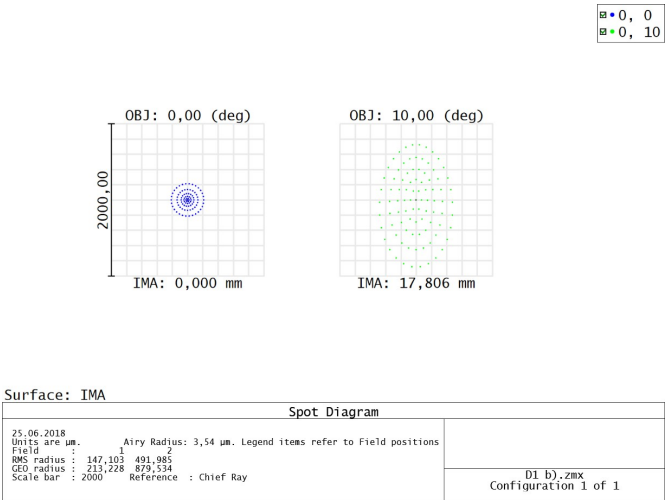 0, 0
0, 10
OBJ: 0,00 (deg)
OBJ: 10,00 (deg)
2000,00
IMA: 0,000 mm
IMA: 17,806 mm
Surface: IMA
Spot Diagram
25.06.2018
Units are µm. Airy Radius: 3,54 µm. Legend items refer to Field positions
Field : 1 2
RMS radius : 147,103 491,985
GEO radius : 213,228 879,534
Scale bar : 2000 Reference : Chief Ray
D1 b).zmx
Configuration 1 of 1